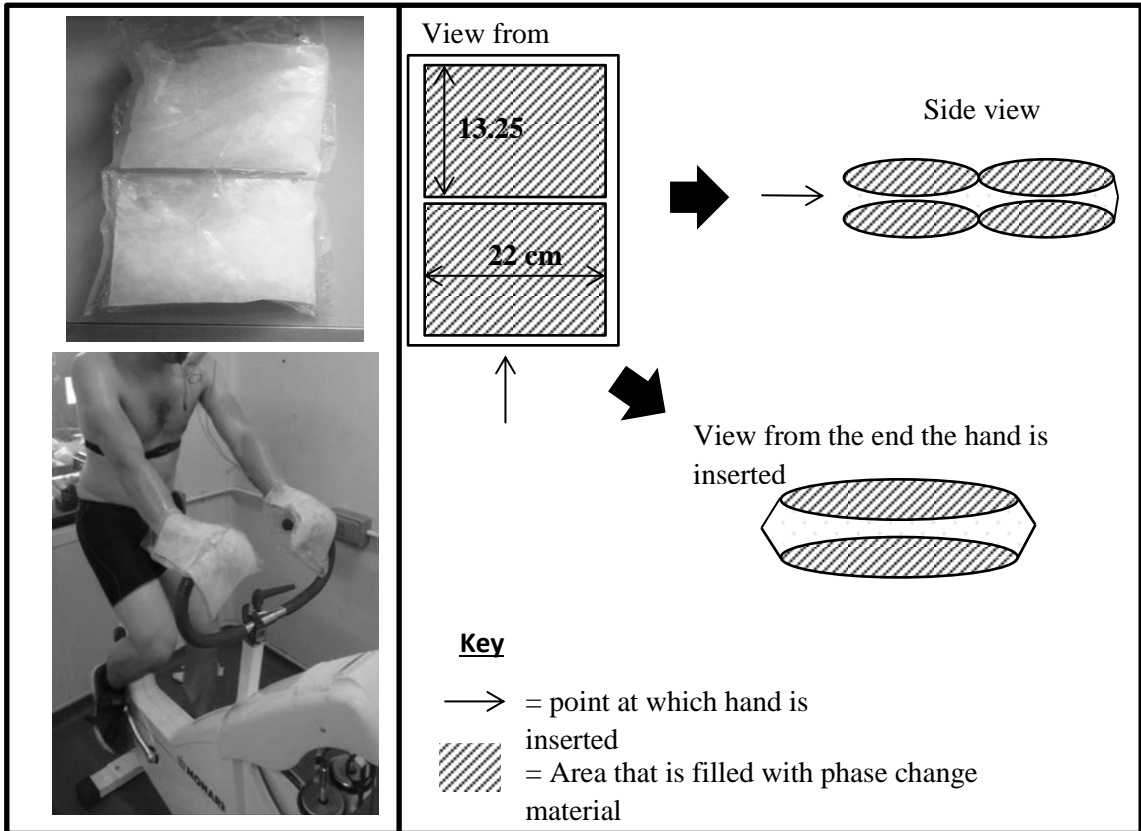 View from
13.25
22 cm
Side view
View from the end the hand is
inserted
Key
= point at which hand is
inserted
= Area that is filled with phase change
material
MONARK